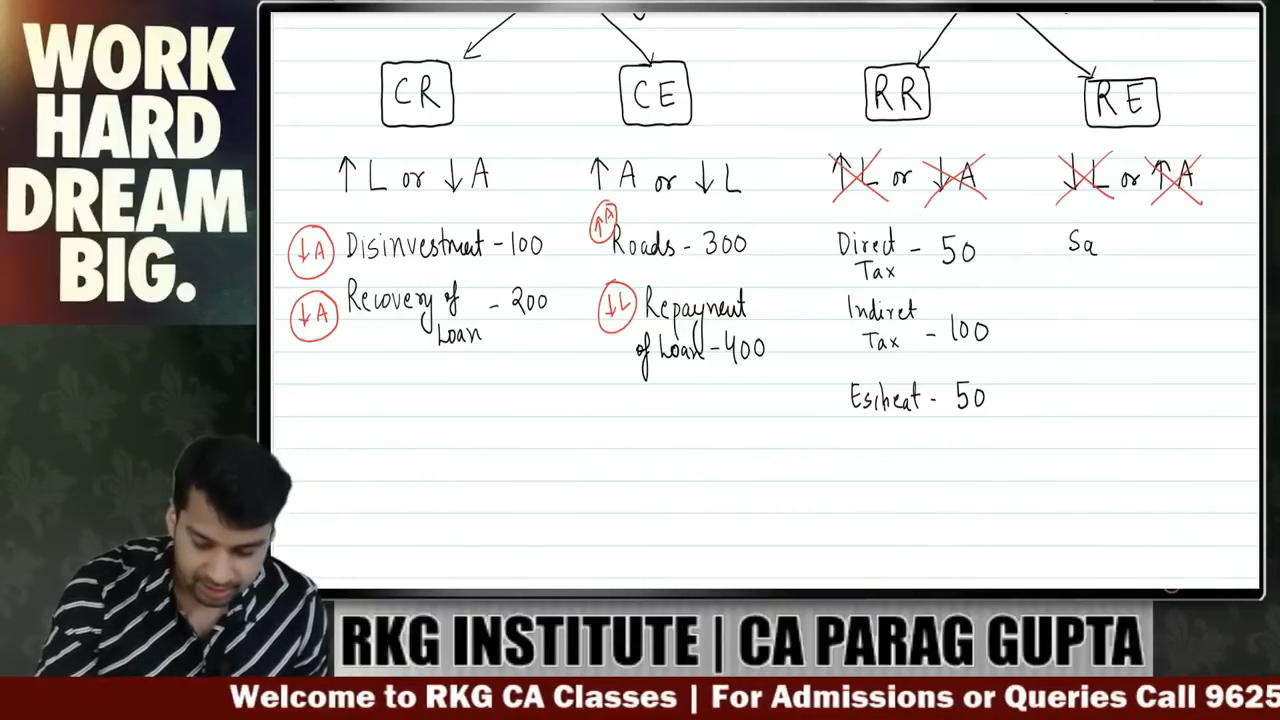 WORK
HARD
DREAM
BIG.
CR
CE
RR
RE
↑ L or ↓ A
↑ A or ↓ L
↑ L or ↓ A
↓ L or ↑ A
↓ A Disinvestment - 100
↓ A Recovery of
Loan - 200
↑ A
Roads - 300
↓ L Repayment
of Loan - 400
Direct
Tax - 50
Indiret
Tax - 100
Escheat - 50
Sa
RKG INSTITUTE | CA PARAG GUPTA
Welcome to RKG CA Classes | For Admissions or Queries Call 9625